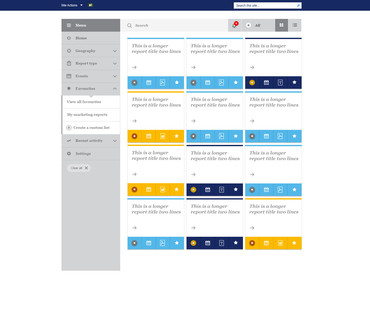 Site Actions
Search this site...
Menu
Search
All
Home
Geography
Report type
Events
Favourites
View all favourites
My marketing reports
Create a custom list
Recent activity
Settings
Clear all
This is a longer
report title two lines
This is a longer
report title two lines
This is a longer
report title two lines
This is a longer
report title two lines
This is a longer
report title two lines
This is a longer
report title two lines
This is a longer
report title two lines
This is a longer
report title two lines
This is a longer
report title two lines
This is a longer
report title two lines
This is a longer
report title two lines
This is a longer
report title two lines